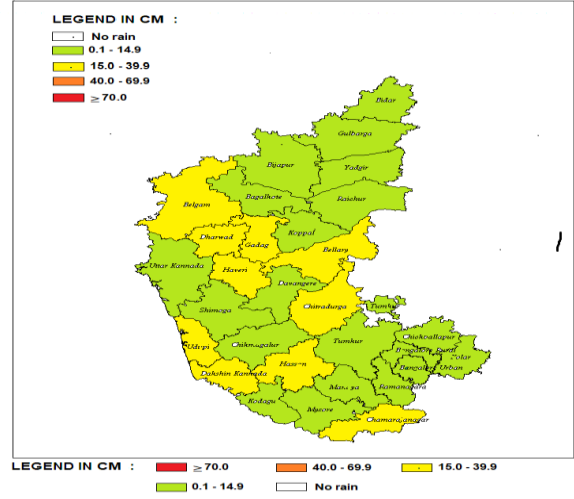 LEGEND IN CM :
No rain
0.1 - 14.9
15.0 - 39.9
40.0 - 69.9
≥ 70.0
Bidar
Gulbarga
Bijapur
Yadgir
Bagalkote
Raichur
Belgam
Koppal
Dharwad
Gadag
Bellary
Uttar Kannada
Haveri
Davangere
Shimoga
Chitradurga
Tumkur
Chickballapur
Udupi
Chikmagalur
Tumkur
Bangalore Rural
Kolar
Hassan
Bangalore Urban
Dakshin Kannada
Mandya
Ramanagara
Kodagu
Mysore
Chamarajanagar
LEGEND IN CM : ≥ 70.0 40.0 - 69.9 15.0 - 39.9
0.1 - 14.9 No rain